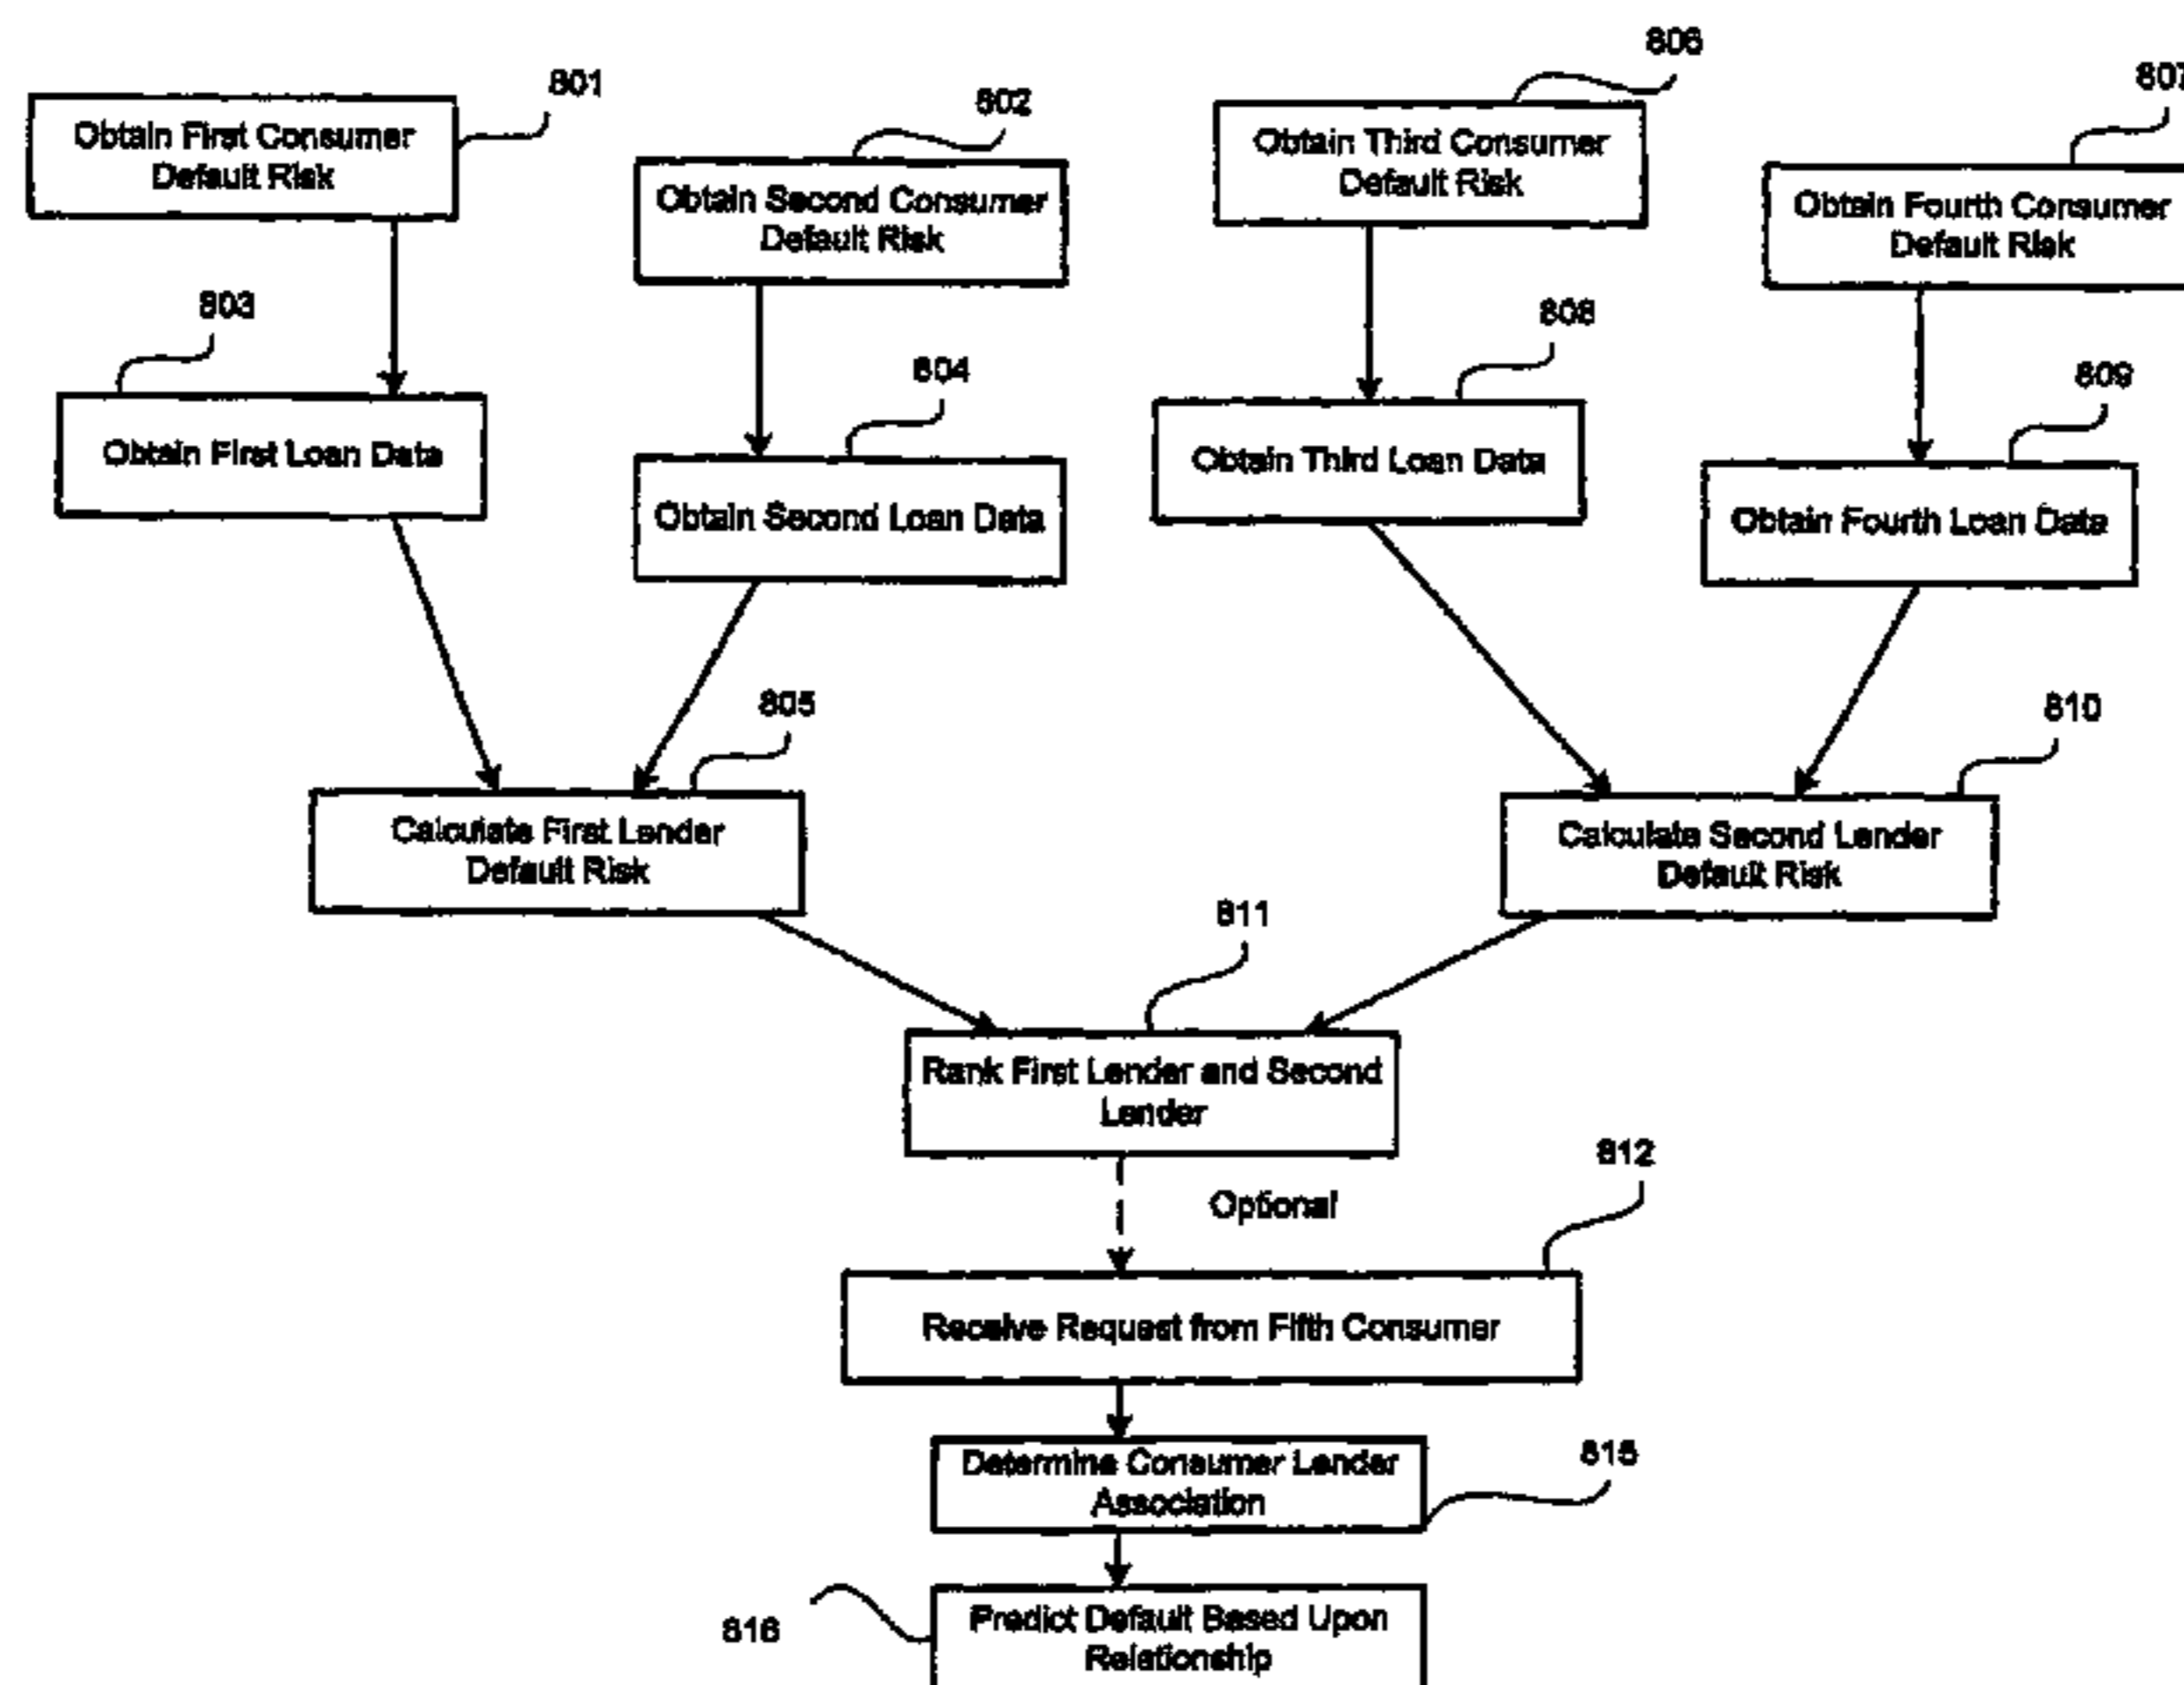 801
Obtain First Consumer
Default Risk
802
Obtain Second Consumer
Default Risk
806
Obtain Third Consumer
Default Risk
807
Obtain Fourth Consumer
Default Risk
803
Obtain First Loan Data
804
Obtain Second Loan Data
808
Obtain Third Loan Data
809
Obtain Fourth Loan Data
805
Calculate First Lender
Default Risk
810
Calculate Second Lender
Default Risk
811
Rank First Lender and Second
Lender
Optional
812
Receive Request from Fifth Consumer
Determine Consumer Lender
Association
815
816
Predict Default Based Upon
Relationship